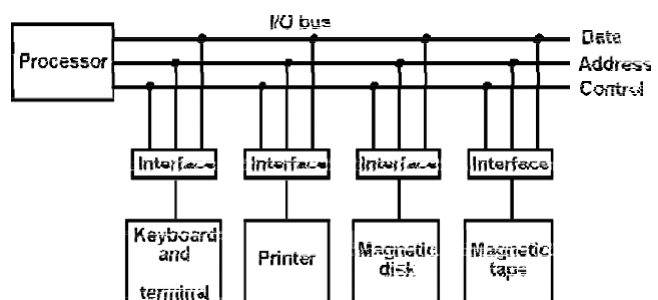 I/O bus
Processor
Data
Address
Control
Interface
Interface
Interface
Interface
Keyboard
and
terminal
Printer
Magnetic
disk
Magnetic
tape